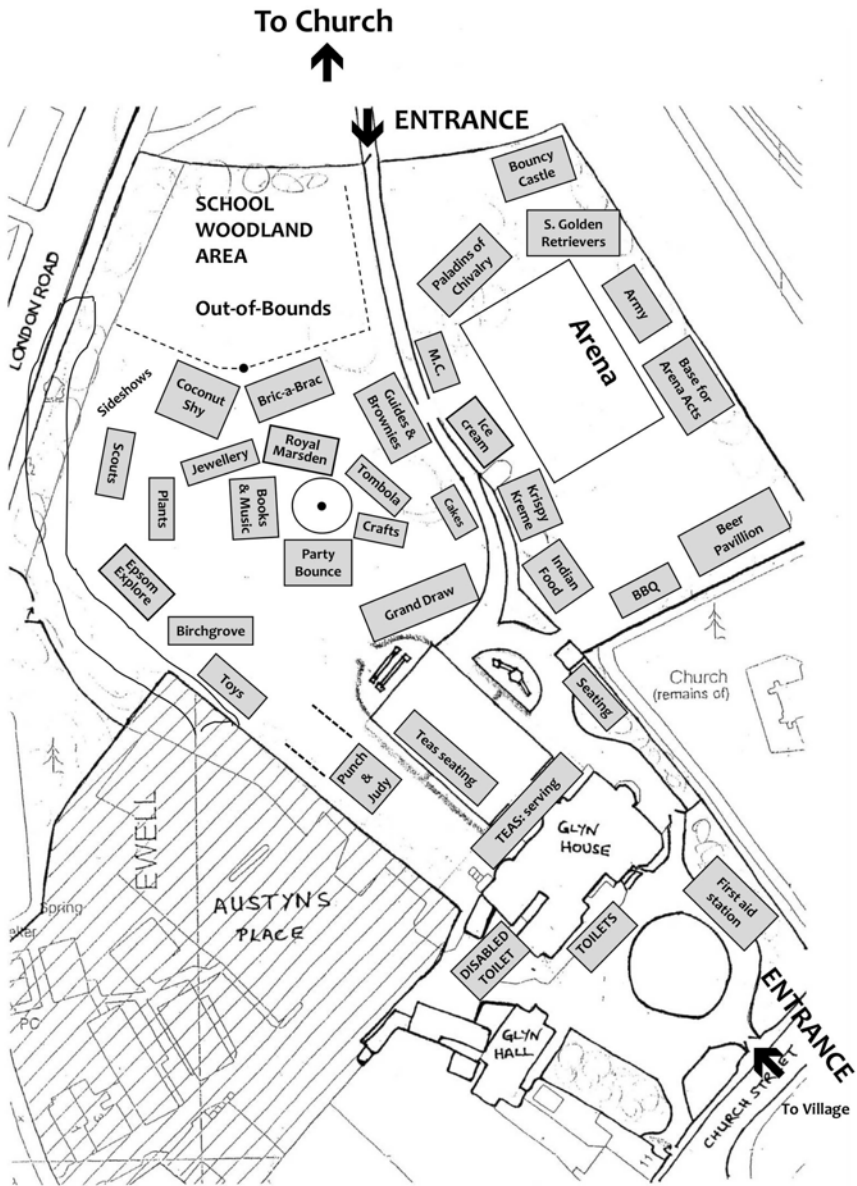 To Church
ENTRANCE
Bouncy
Castle
SCHOOL
WOODLAND
AREA
Out-of-Bounds
S. Golden
Retrievers
Paladins of
Chivalry
Army
Arena
LONDON ROAD
M.C.
Base for
Arena Acts
Sideshows
Coconut
Shy
Bric-a-Brac
Guides &
Brownies
Ice
cream
Scouts
Jewellery
Royal
Marsden
Tombola
Plants
Books
& Music
Crafts
Cakes
Krispy
Kreme
Beer
Pavillion
Party
Bounce
Epsom
Explore
Indian
Food
BBQ
Grand Draw
Birchgrove
Toys
Seating
Church
(remains of)
Punch
&
Judy
Teas seating
TEAS: serving
GLYN
HOUSE
EWELL
AUSTYNS
PLACE
Spring
First aid
station
DISABLED
TOILET
TOILETS
PC
GLYN
HALL
ENTRANCE
CHURCH STREET
To Village
11